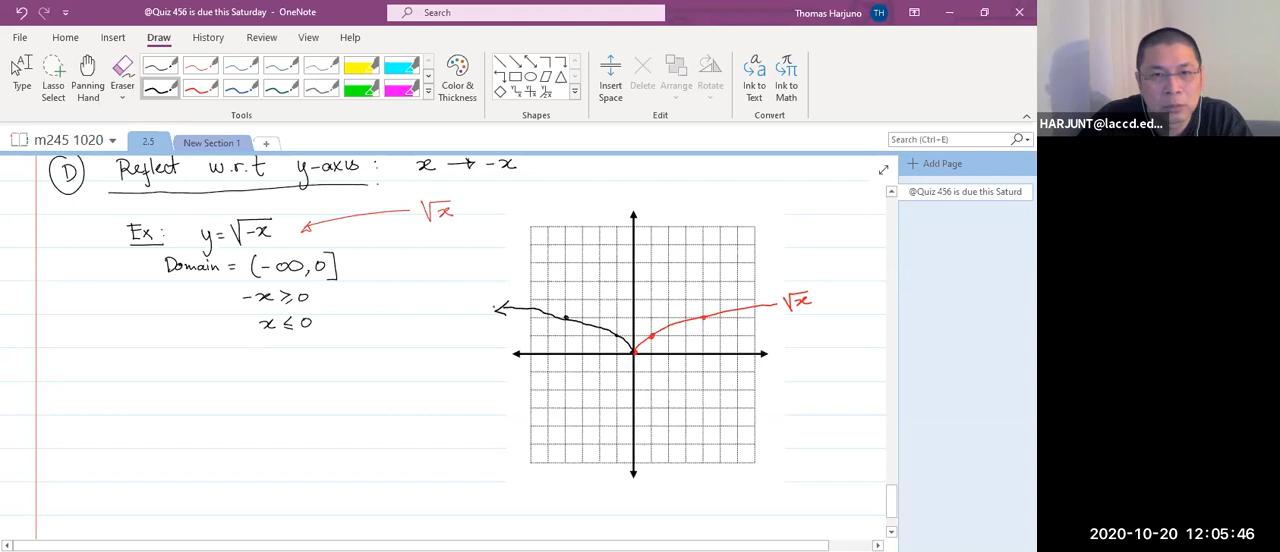 @Quiz 456 is due this Saturday - OneNote
Search
Thomas Harjuno TH
File Home Insert Draw History Review View Help
Type Lasso Select Panning Hand Eraser Color & Thickness Insert Space Delete Arrange Rotate Ink to Text Ink to Math
Tools Shapes Edit Convert
m245 1020 2.5 New Section 1 Search (Ctrl+E)
HARJUNT@laccd.ed...
Add Page
@Quiz 456 is due this Saturd
D Reflect w.r.t y-axis : x → -x
√x
Ex: y = √-x
Domain = (-∞, 0]
-x ≥ 0
x ≤ 0
√x
2020-10-20 12:05:46